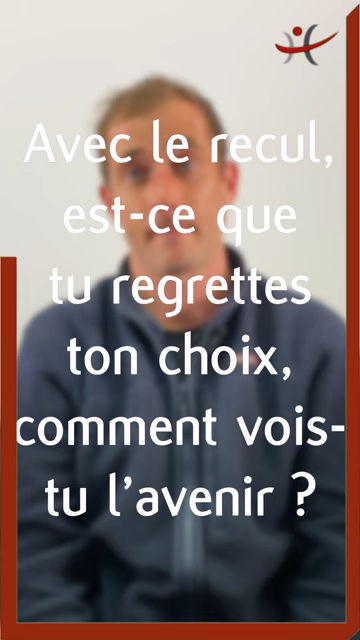 Avec le recul,
est-ce que
tu regrettes
ton choix,
comment vois-
tu l'avenir ?